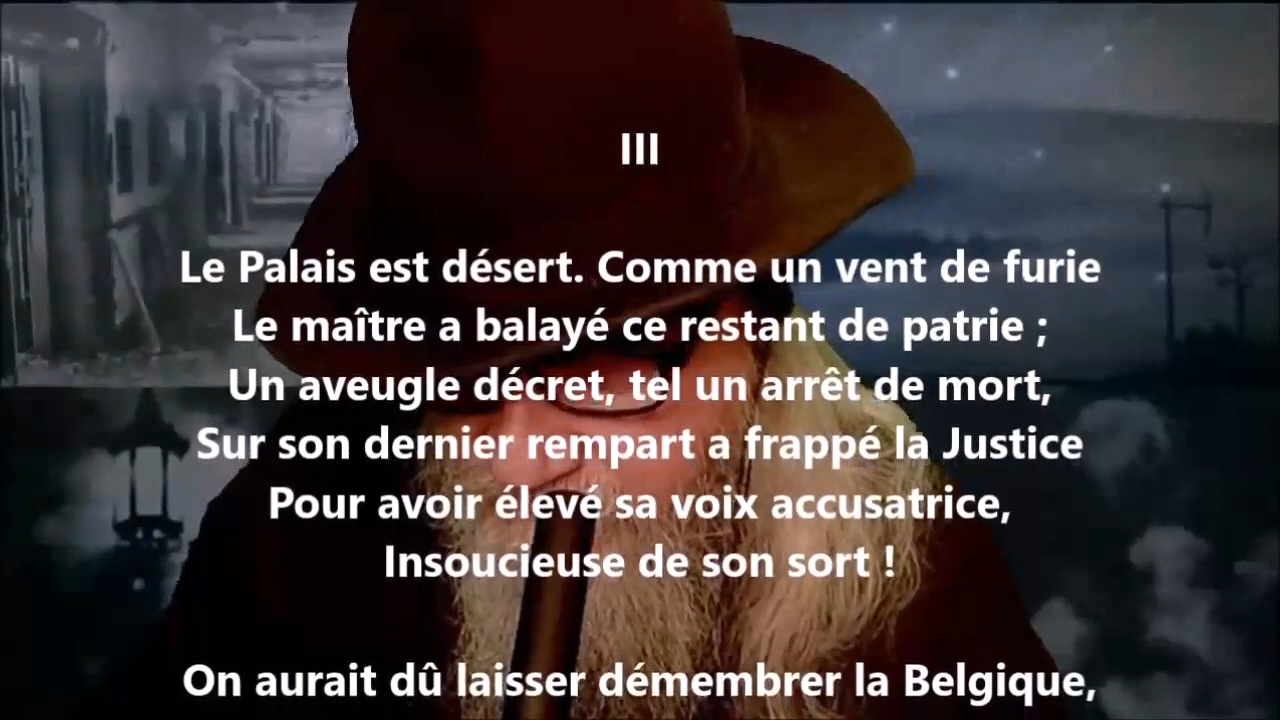 III
Le Palais est désert. Comme un vent de furie
Le maître a balayé ce restant de patrie ;
Un aveugle décret, tel un arrêt de mort,
Sur son dernier rempart a frappé la Justice
Pour avoir élevé sa voix accusatrice,
Insoucieuse de son sort !
On aurait dû laisser démembrer la Belgique,